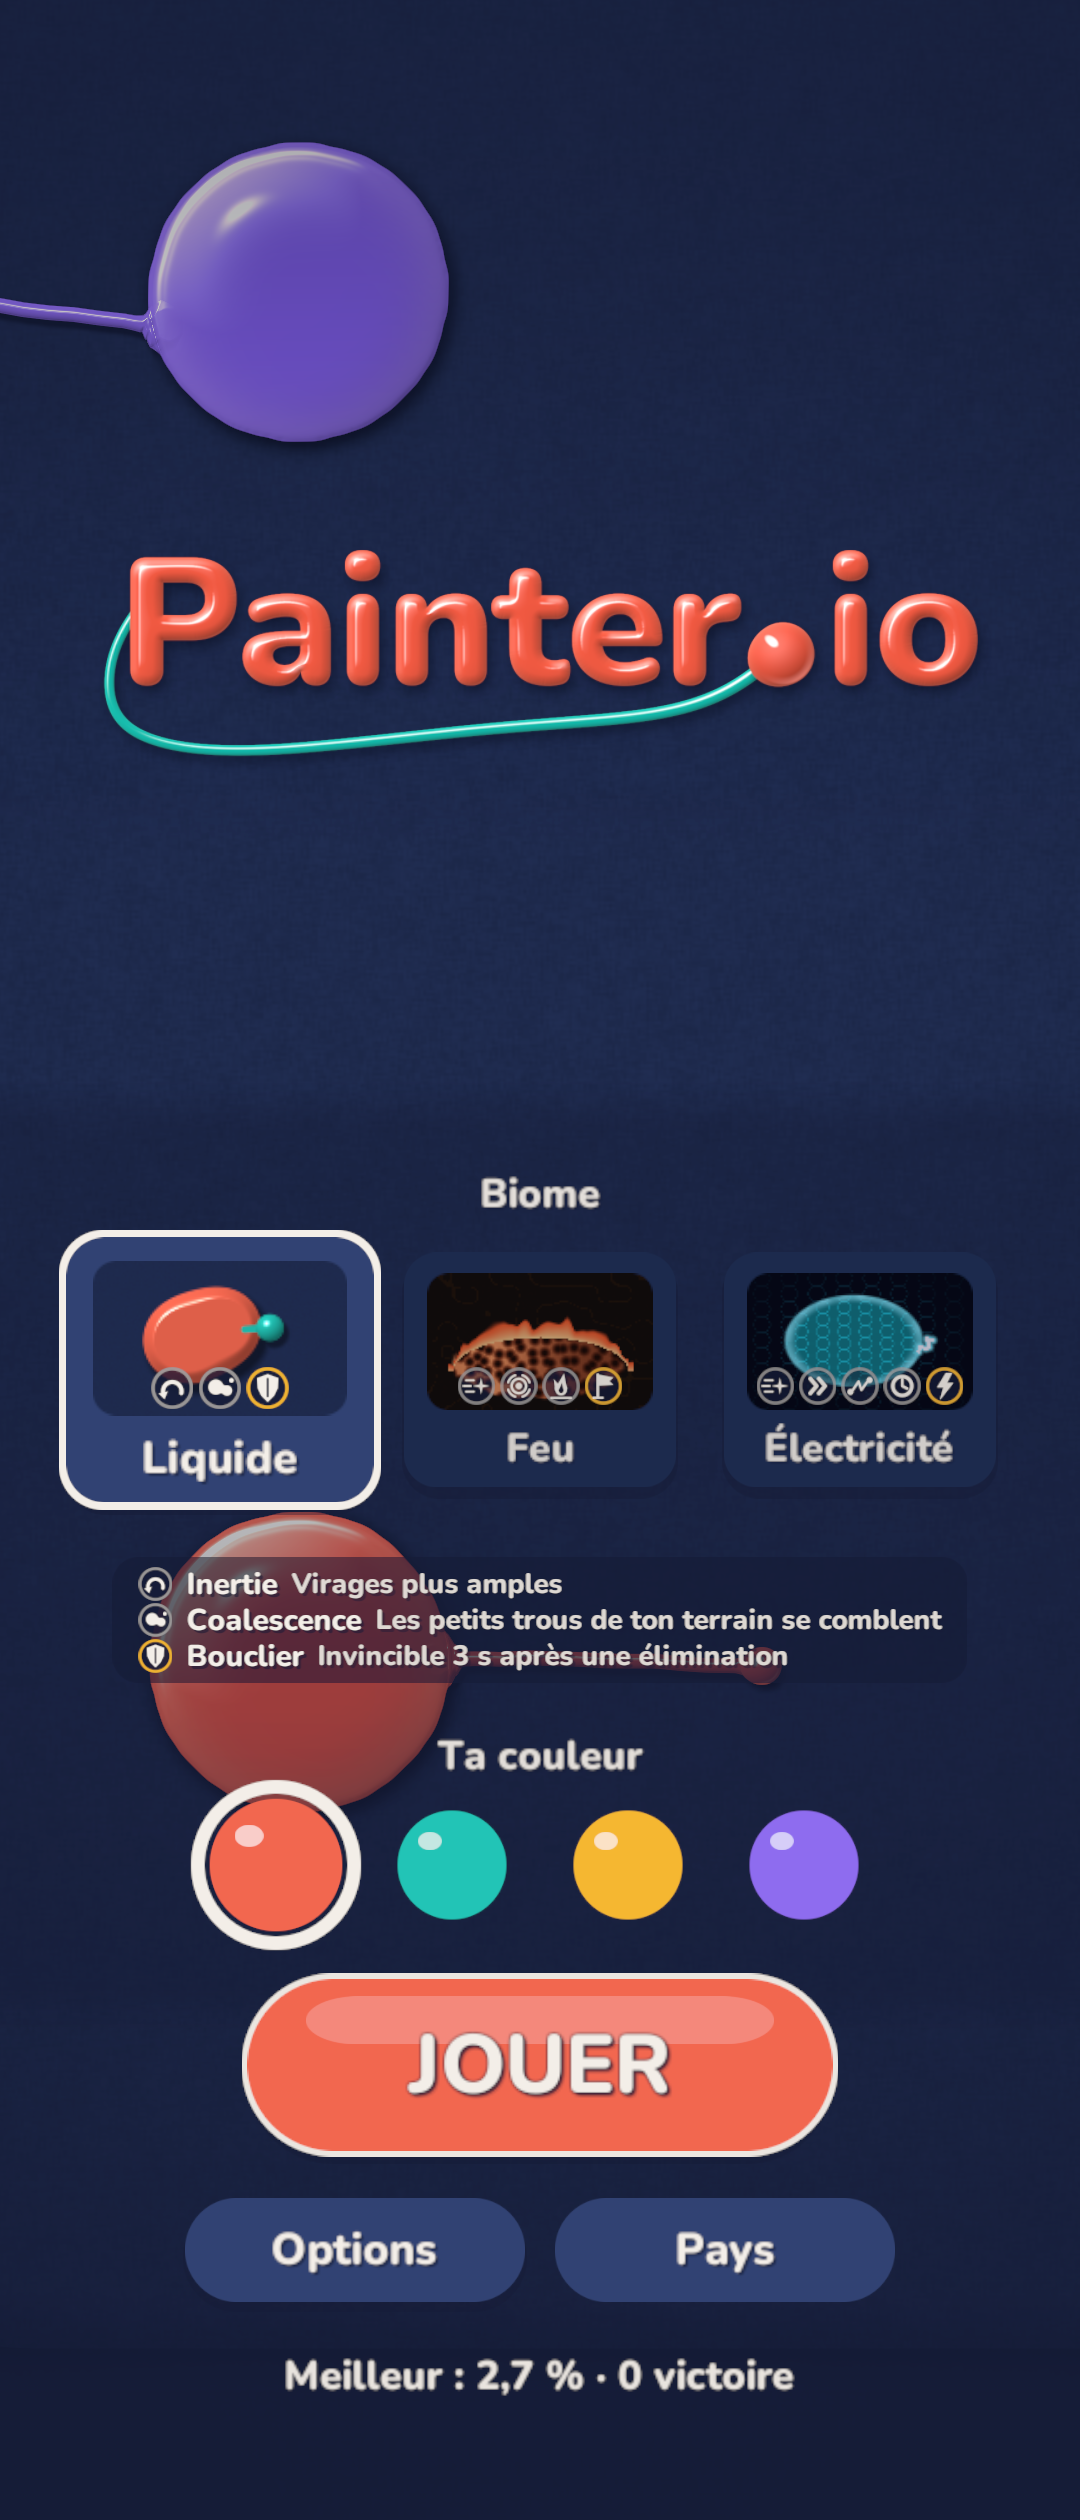 Painter.io
Biome
Liquide
Feu
Électricité
Inertie Virages plus amples
Coalescence Les petits trous de ton terrain se comblent
Bouclier Invincible 3 s après une élimination
Ta couleur
JOUER
Options
Pays
Meilleur : 2,7 % · 0 victoire